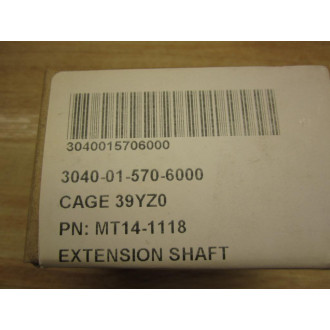 3040015706000
3040-01-570-6000
CAGE 39YZ0
PN: MT14-1118
EXTENSION SHAFT